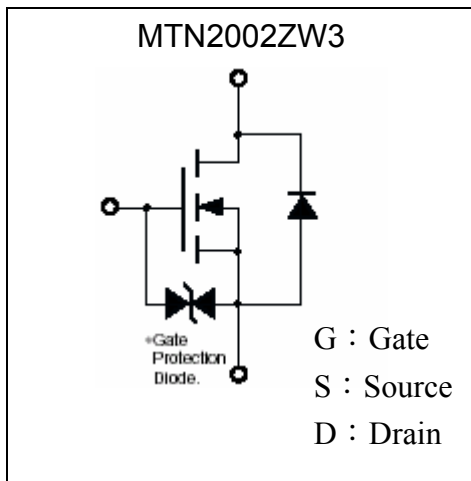 MTN2002ZW3
*Gate
Protection
Diode.
G：Gate
S：Source
D：Drain